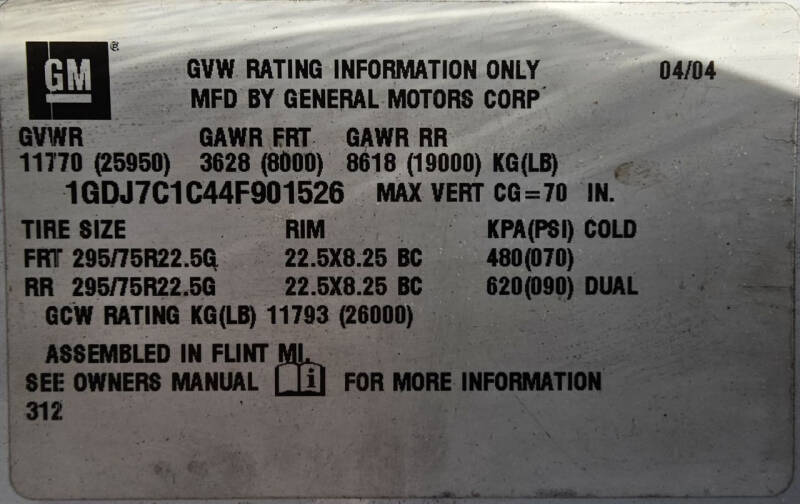 GM ® GVW RATING INFORMATION ONLY 04/04
MFD BY GENERAL MOTORS CORP
GVWR GAWR FRT GAWR RR
11770 (25950) 3628 (8000) 8618 (19000) KG(LB)
1GDJ7C1C44F901526 MAX VERT CG=70 IN.
TIRE SIZE RIM KPA(PSI) COLD
FRT 295/75R22.5G 22.5X8.25 BC 480(070)
RR 295/75R22.5G 22.5X8.25 BC 620(090) DUAL
GCW RATING KG(LB) 11793 (26000)
ASSEMBLED IN FLINT MI.
SEE OWNERS MANUAL i FOR MORE INFORMATION
312